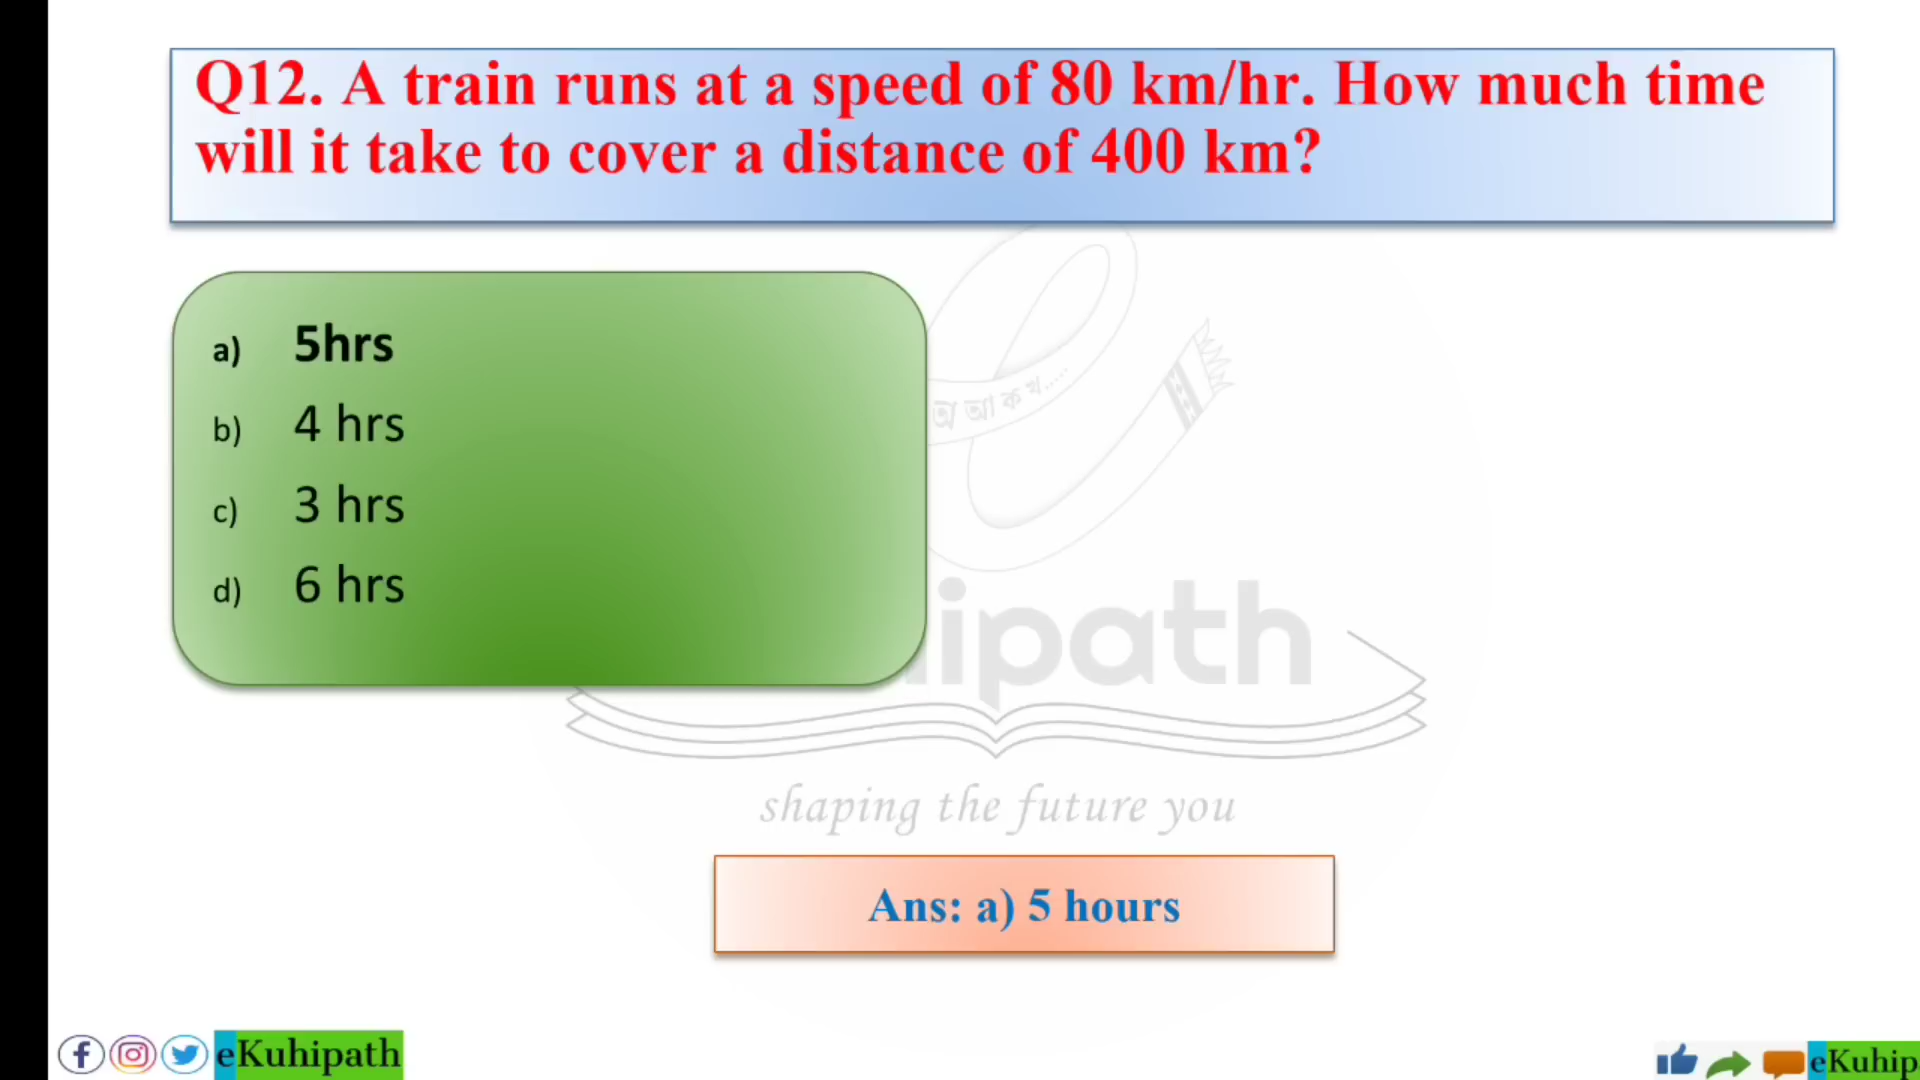 Q12. A train runs at a speed of 80 km/hr. How much time
will it take to cover a distance of 400 km?
a) 5hrs
b) 4 hrs
c) 3 hrs
d) 6 hrs
অ আ ক খ.....
ipath
shaping the future you
Ans: a) 5 hours
eKuhipath
eKuhip